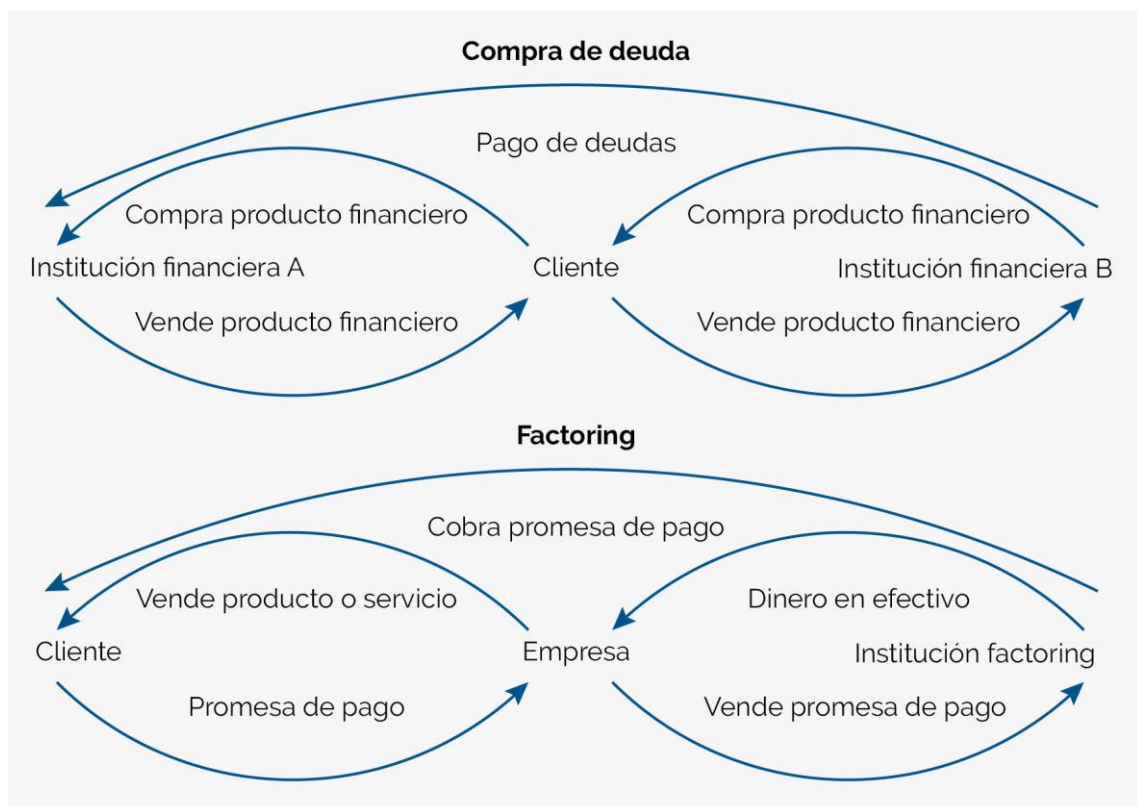 Compra de deuda
Pago de deudas
Compra producto financiero
Compra producto financiero
Institución financiera A
Cliente
Institución financiera B
Vende producto financiero
Vende producto financiero
Factoring
Cobra promesa de pago
Vende producto o servicio
Dinero en efectivo
Cliente
Empresa
Institución factoring
Promesa de pago
Vende promesa de pago